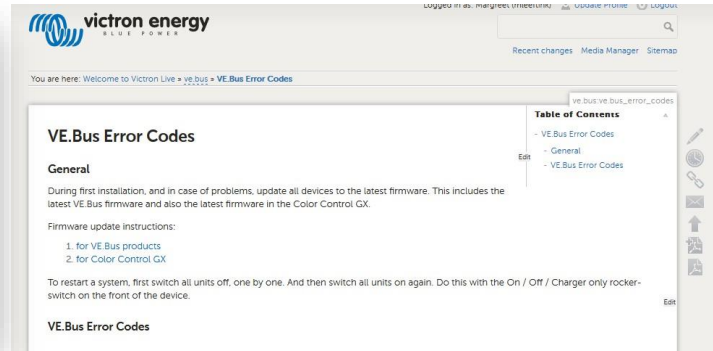 Logged in as: Margreet (mleeftink) Update Profile Logout
victron energy
BLUE POWER
Recent changes Media Manager Sitemap
You are here: Welcome to Victron Live » ve.bus » VE.Bus Error Codes
ve.bus:ve.bus_error_codes
Table of Contents
- VE.Bus Error Codes
- General
- VE.Bus Error Codes
Edit
VE.Bus Error Codes
General
During first installation, and in case of problems, update all devices to the latest firmware. This includes the
latest VE.Bus firmware and also the latest firmware in the Color Control GX.
Firmware update instructions:
1. for VE.Bus products
2. for Color Control GX
To restart a system, first switch all units off, one by one. And then switch all units on again. Do this with the On / Off / Charger only rocker-
switch on the front of the device.
Edit
VE.Bus Error Codes